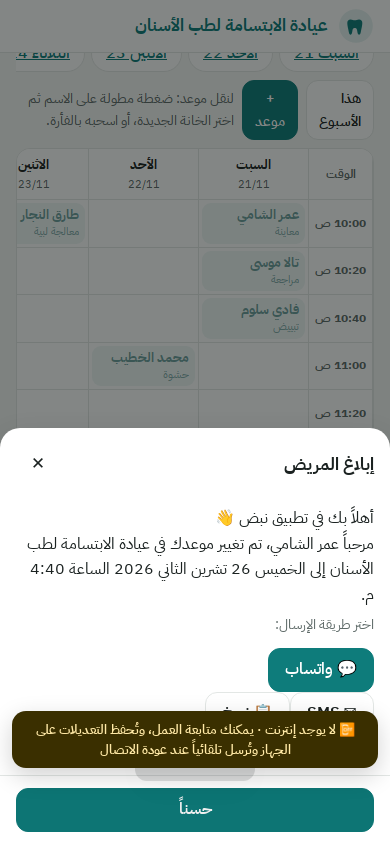 عيادة الابتسامة لطب الأسنان
السبت 21
الأحد 22
الاثنين 23
هذا الأسبوع
+ موعد
لنقل موعد: ضغطة مطولة على الاسم ثم
اختر الخانة الجديدة، أو اسحبه بالفأرة.
الوقت
السبت
21/11
الأحد
22/11
الاثنين
23/11
10:00 ص
عمر الشامي
معاينة
طارق النجار
معالجة لبية
10:20 ص
تالا موسى
مراجعة
10:40 ص
فادي سلوم
تبييض
11:00 ص
محمد الخطيب
حشوة
11:20
إبلاغ المريض
✕
أهلاً بك في تطبيق نبض 👋
مرحباً عمر الشامي، تم تغيير موعدك في عيادة الابتسامة لطب
الأسنان إلى الخميس 26 تشرين الثاني 2026 الساعة 4:40
م.
اختر طريقة الإرسال:
💬 واتساب
لا يوجد إنترنت · يمكنك متابعة العمل، وتُحفظ التعديلات على
الجهاز وتُرسل تلقائياً عند عودة الاتصال
حسناً